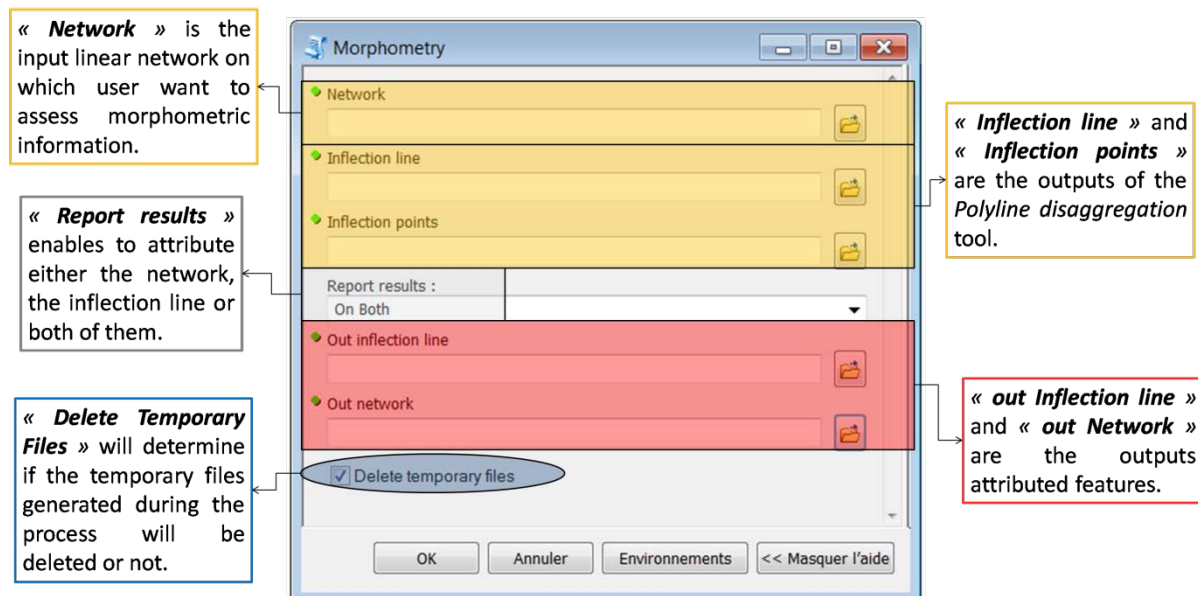 « Network » is the
input linear network on
which user want to
assess morphometric
information.
« Report results »
enables to attribute
either the network,
the inflection line or
both of them.
« Delete Temporary
Files » will determine
if the temporary files
generated during the
process will be
deleted or not.
Morphometry
Network
Inflection line
Inflection points
Report results :
On Both
Out inflection line
Out network
Delete temporary files
OK
Annuler
Environnements
<< Masquer l'aide
« Inflection line » and
« Inflection points »
are the outputs of the
Polyline disaggregation
tool.
« out Inflection line »
and « out Network »
are the outputs
attributed features.